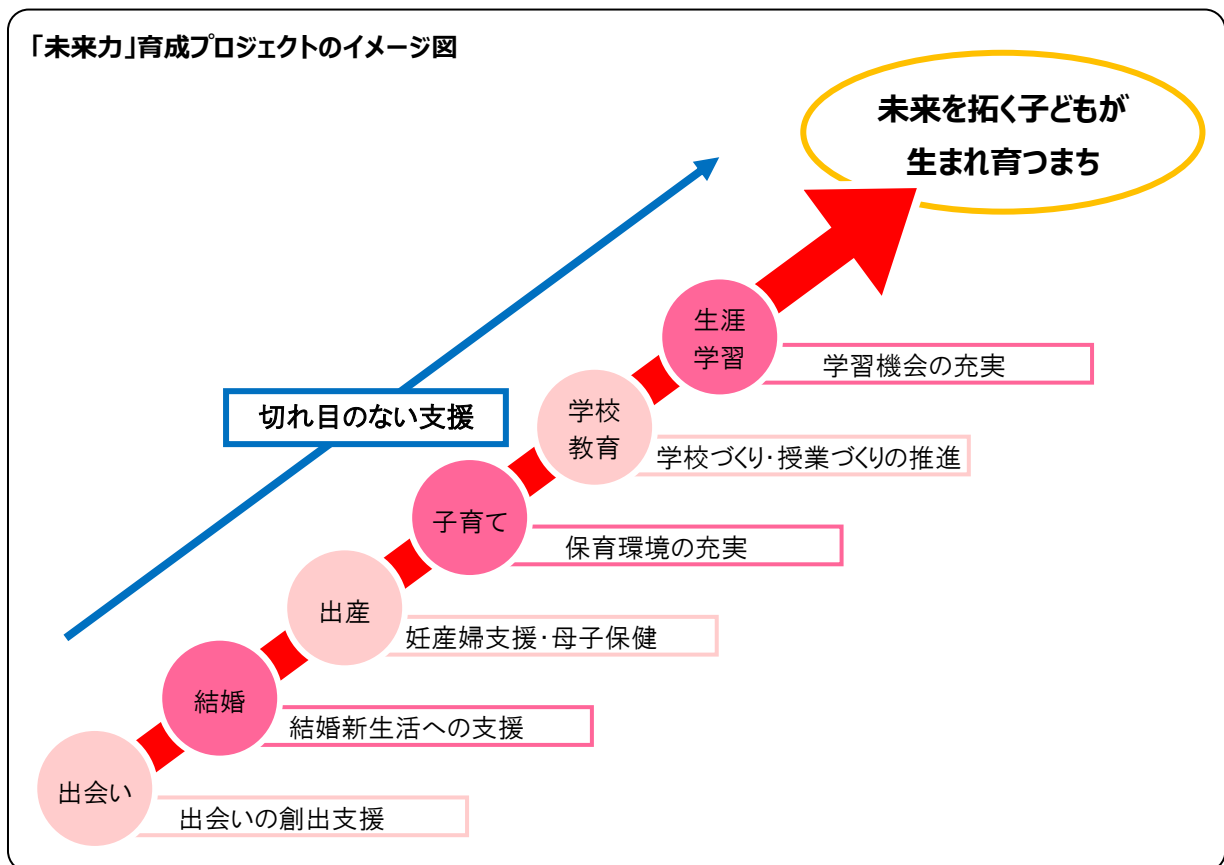 「未来力」育成プロジェクトのイメージ図
未来を拓く子どもが
生まれ育つまち
切れ目のない支援
生涯
学習
学習機会の充実
学校
教育
学校づくり・授業づくりの推進
子育て
保育環境の充実
出産
妊産婦支援・母子保健
結婚
結婚新生活への支援
出会い
出会いの創出支援